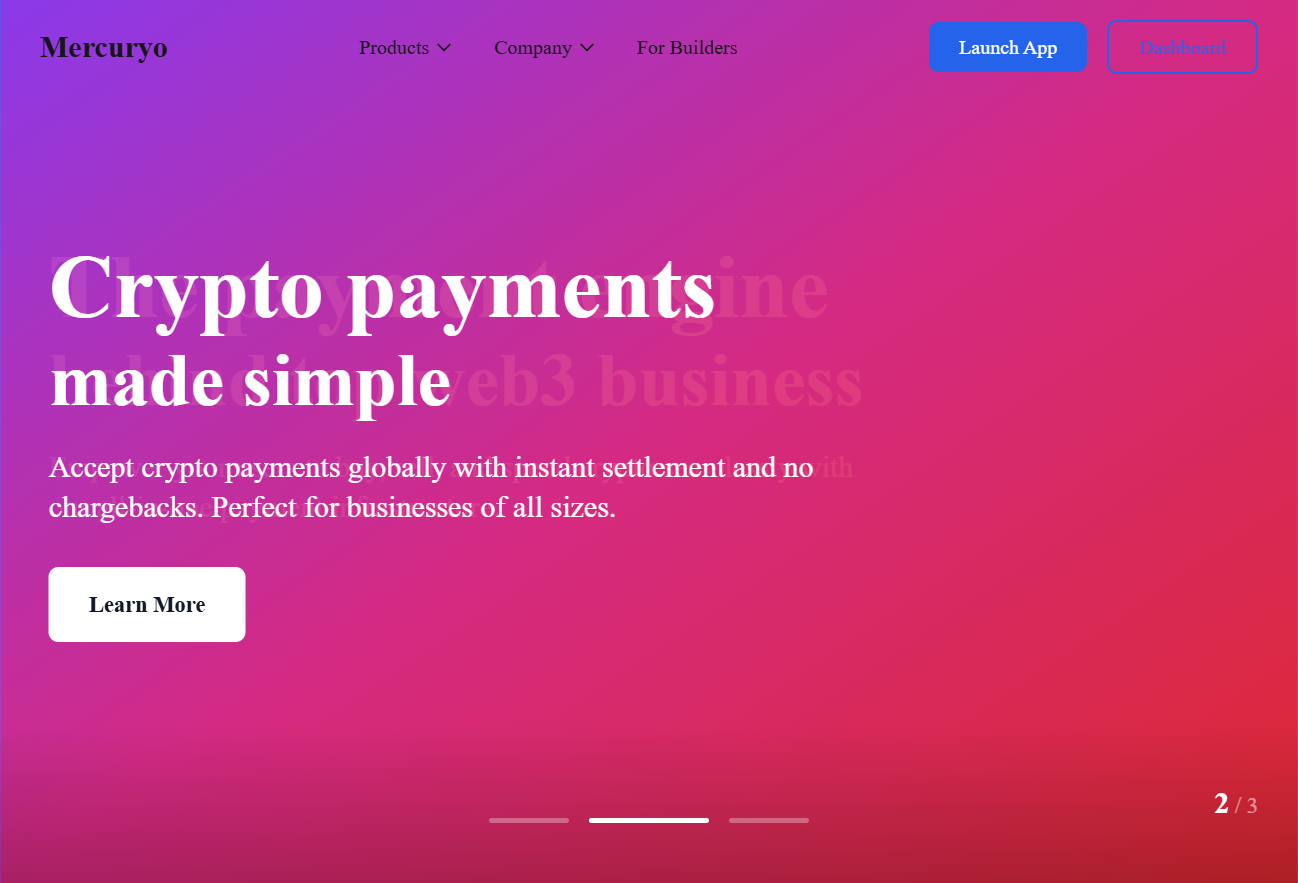 Mercuryo
Products
Company
For Builders
Launch App
Dashboard
Crypto payments
made simple
Accept crypto payments globally with instant settlement and no
chargebacks. Perfect for businesses of all sizes.
Learn More
2 / 3